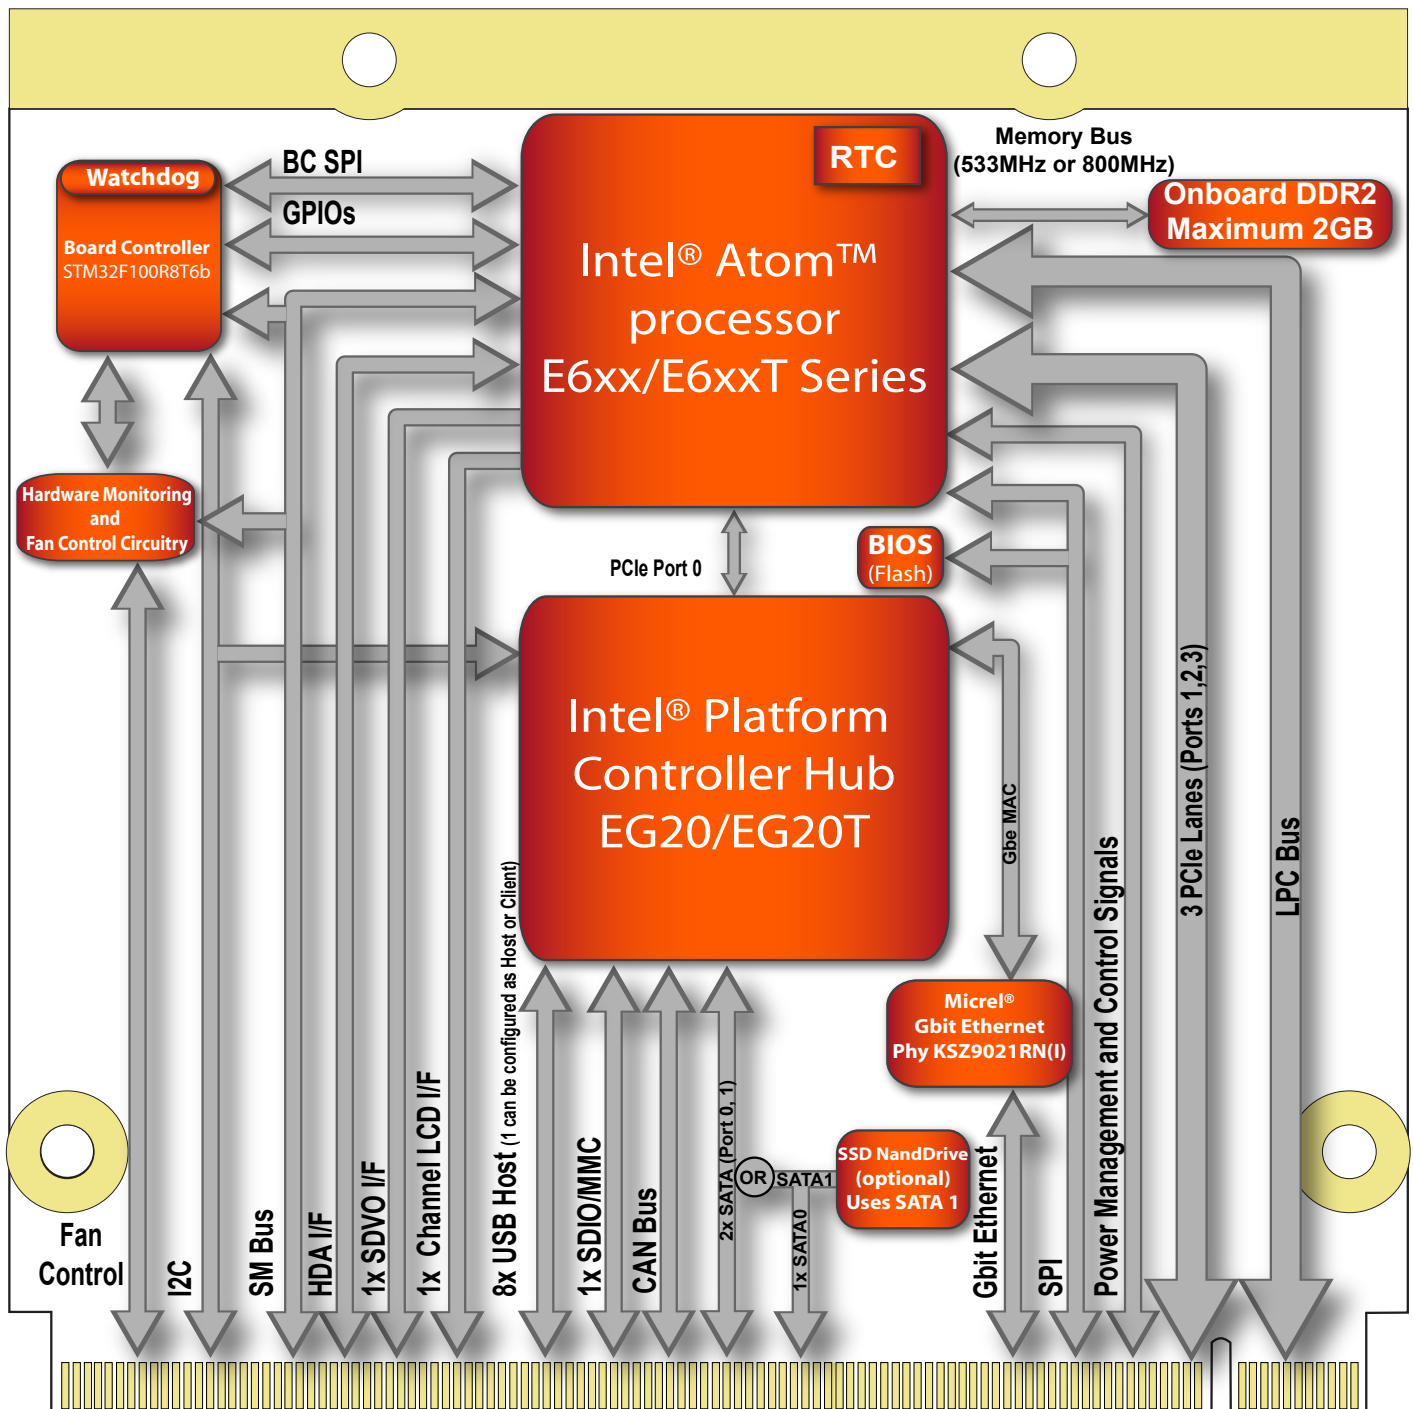 Memory Bus
(533MHz or 800MHz)
RTC
BC SPI
Watchdog
Onboard DDR2
Maximum 2GB
GPIOs
Board Controller
STM32F100R8T6b
Intel® Atom™
processor
E6xx/E6xxT Series
Hardware Monitoring
and
Fan Control Circuitry
PCIe Port 0
BIOS
(Flash)
Intel® Platform
Controller Hub
EG20/EG20T
Gbe MAC
3 PCIe Lanes (Ports 1,2,3)
LPC Bus
Micrel®
Gbit Ethernet
Phy KSZ9021RN(I)
SSD NandDrive
(optional)
Uses SATA 1
OR
SATA1
Fan
Control
I2C
SM Bus
HDA I/F
1x SDVO I/F
1x Channel LCD I/F
8x USB Host (1 can be configured as Host or Client)
1x SDIO/MMC
CAN Bus
2x SATA (Port 0, 1)
1x SATA0
Gbit Ethernet
SPI
Power Management and Control Signals